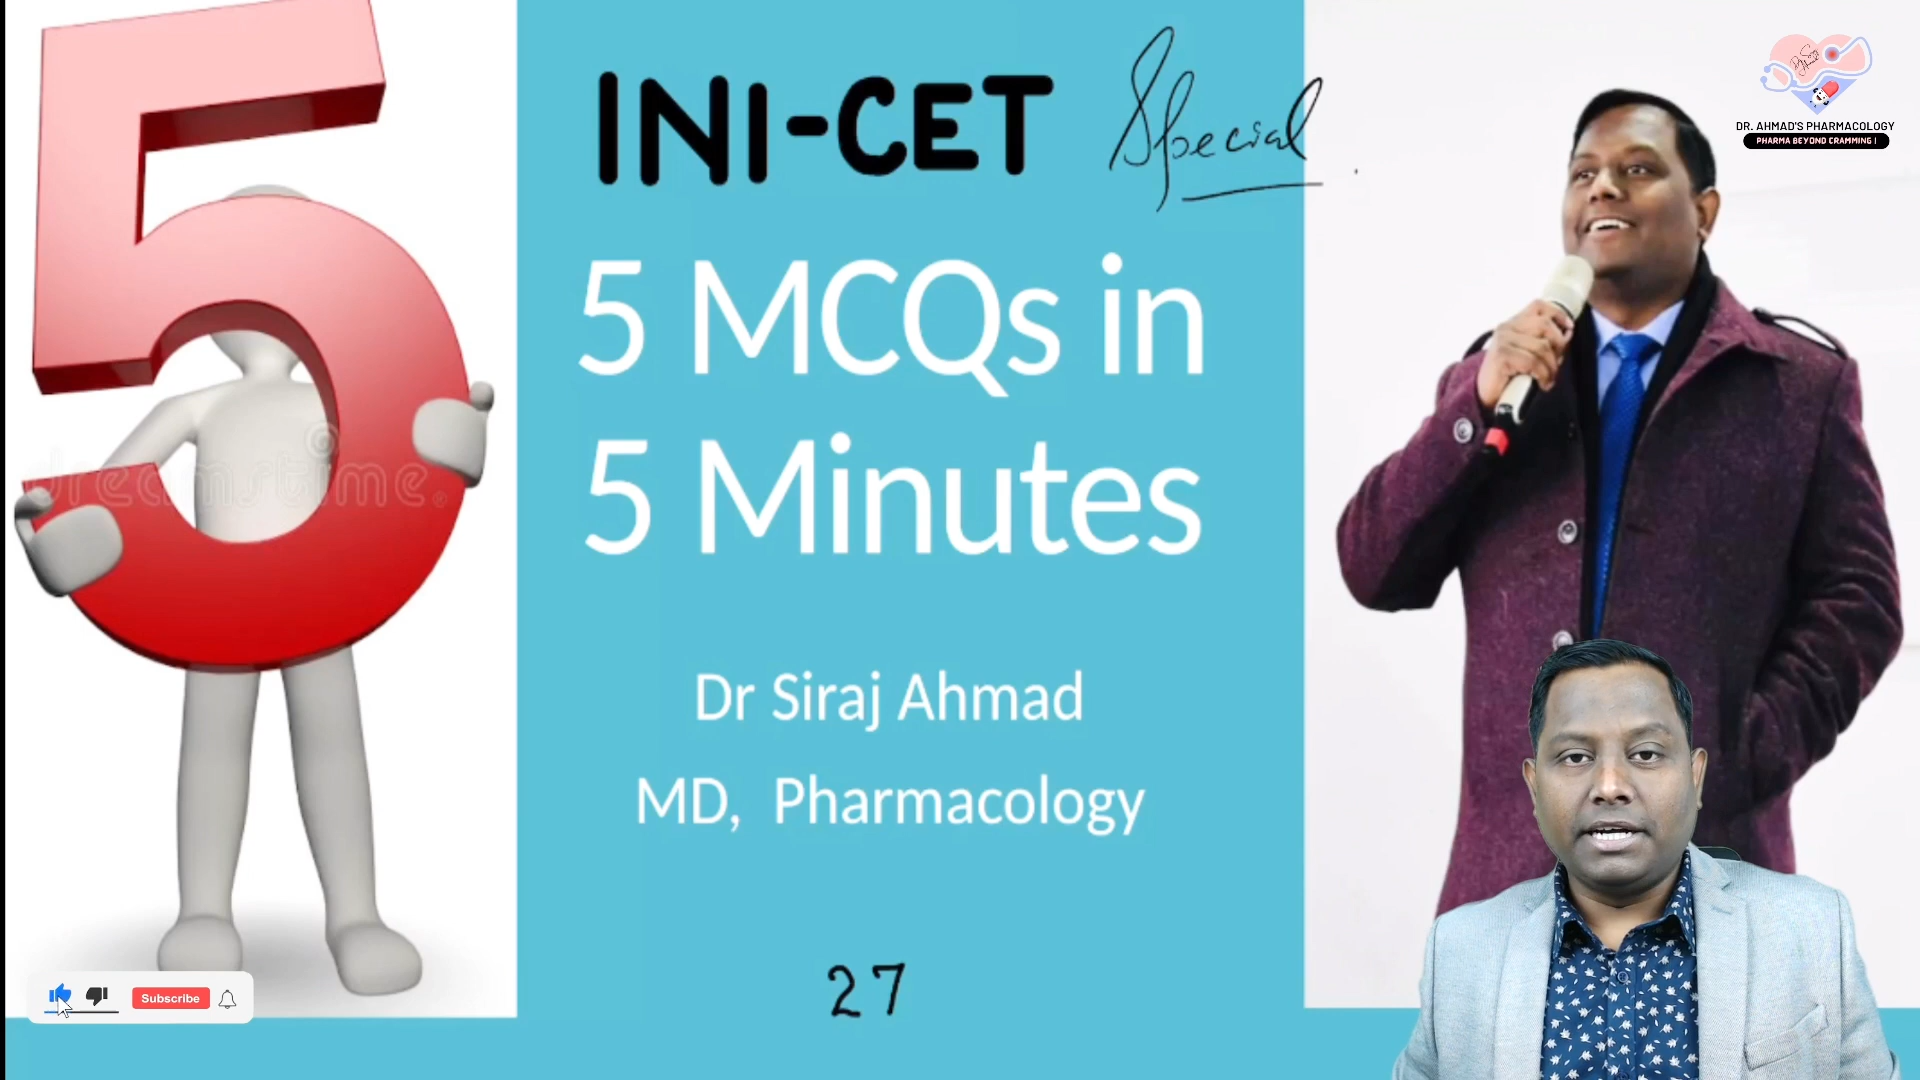 INI-CET Special
5 MCQs in
5 Minutes
Dr Siraj Ahmad
MD, Pharmacology
27
dreamstime.
Subscribe
DR. AHMAD'S PHARMACOLOGY
PHARMA BEYOND CRAMMING !